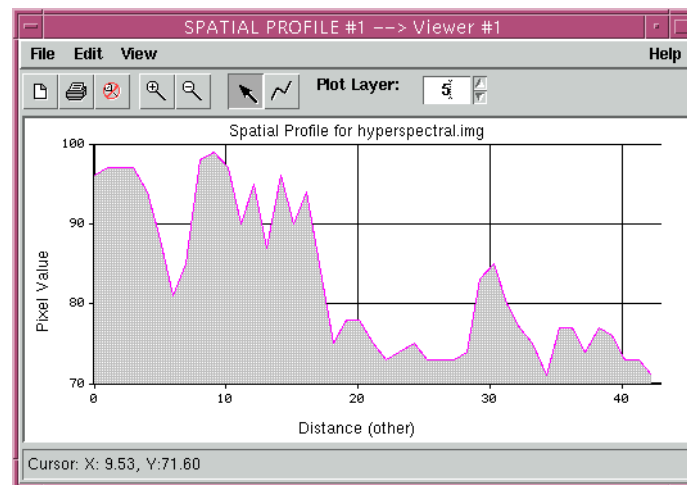 SPATIAL PROFILE #1 --> Viewer #1
File Edit View Help
Plot Layer: 5
Spatial Profile for hyperspectral.img
100
90
80
70
Pixel Value
0 10 20 30 40
Distance (other)
Cursor: X: 9.53, Y:71.60